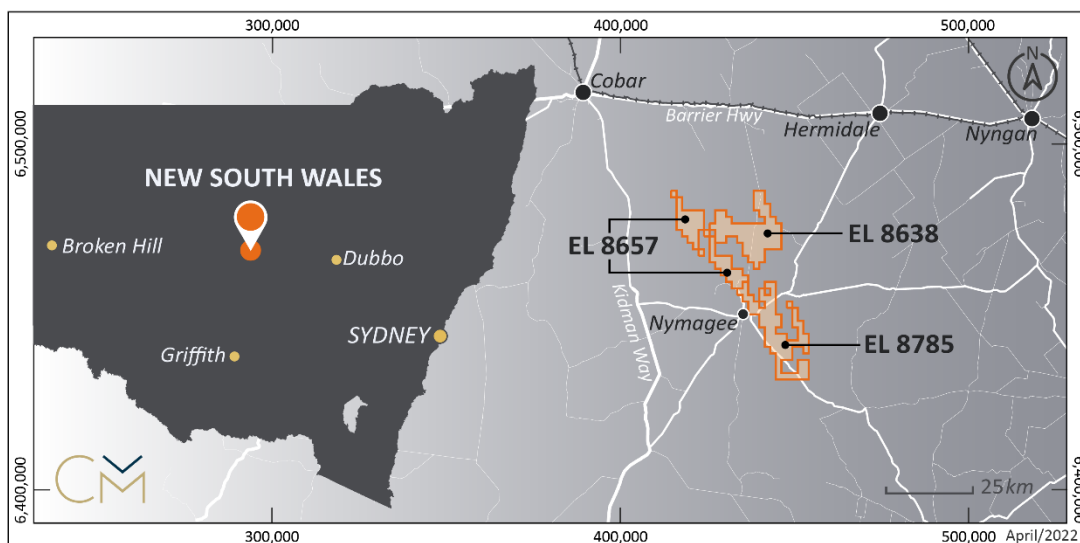 300,000
400,000
500,000
6,500,000
6,500,000
Cobar
Barrier Hwy
Hermidale
Nyngan
N
NEW SOUTH WALES
Broken Hill
Dubbo
SYDNEY
Griffith
EL 8657
EL 8638
Kidman Way
Nymagee
EL 8785
CVM
6,400,000
6,400,000
25km
300,000
400,000
500,000
April/2022